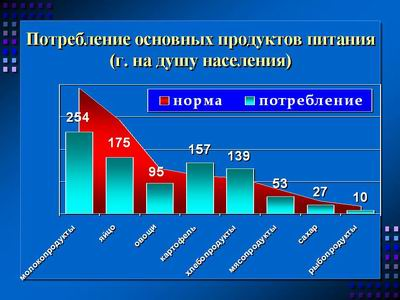 Потребление основных продуктов питания
(г. на душу населения)
норма потребление
254
175
95
157
139
53
27
10
молокопродукты
яйцо
овощи
картофель
хлебопродукты
мясопродукты
сахар
рыбопродукты